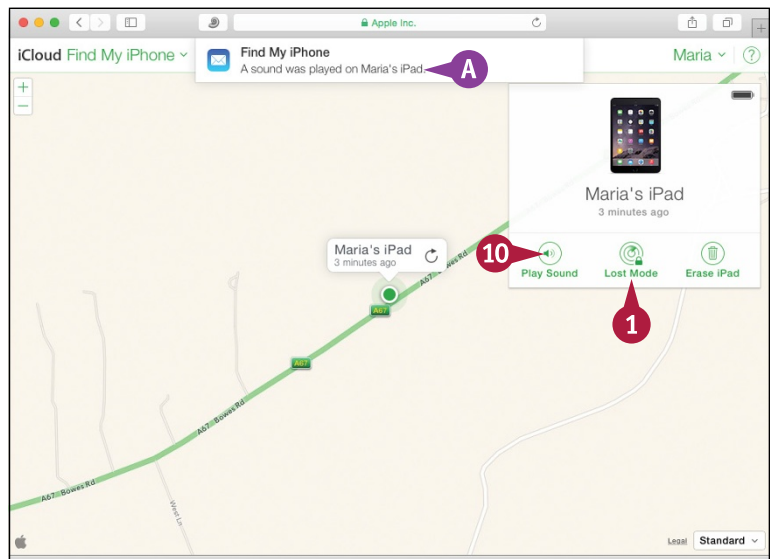 Apple Inc.
iCloud Find My iPhone
Find My iPhone
A sound was played on Maria's iPad.
A
Maria
?
+
−
Maria's iPad
3 minutes ago
10
Play Sound
Lost Mode
Erase iPad
1
Maria's iPad
3 minutes ago
A67 Bowes Rd
A67
A67
A67 Bowes Rd
A67 Bowes Rd
West Ln
Legal
Standard